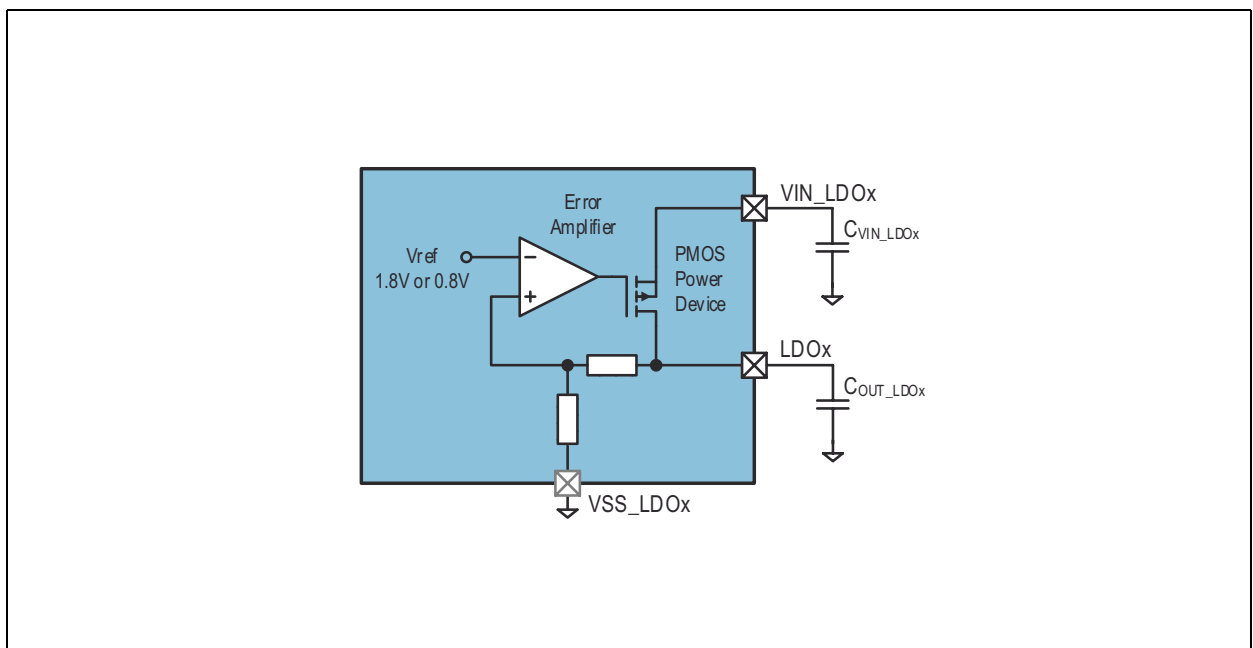 Error
Amplifier
Vref
1.8V or 0.8V
−
+
PMOS
Power
Device
VIN_LDOx
CVIN_LDOx
LDOx
COUT_LDOx
VSS_LDOx